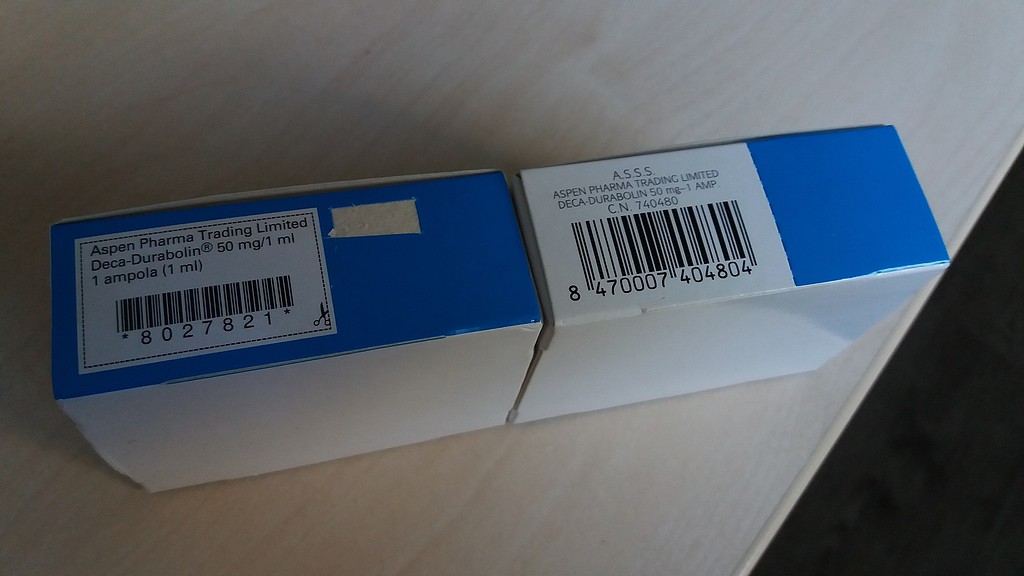 Aspen Pharma Trading Limited
Deca-Durabolin® 50 mg/1 ml
1 ampola (1 ml)
*8027821*
A.S.S.S.
ASPEN PHARMA TRADING LIMITED
DECA-DURABOLIN 50 mg-1 AMP.
C.N. 740480
8 470007 404804